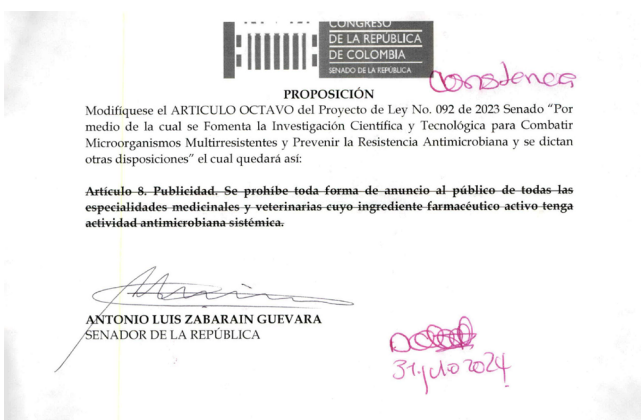 CONGRESO
DE LA REPÚBLICA
DE COLOMBIA
SENADO DE LA REPÚBLICA
Constancia
PROPOSICIÓN
Modifíquese el ARTICULO OCTAVO del Proyecto de Ley No. 092 de 2023 Senado “Por
medio de la cual se Fomenta la Investigación Científica y Tecnológica para Combatir
Microorganismos Multirresistentes y Prevenir la Resistencia Antimicrobiana y se dictan
otras disposiciones” el cual quedará así:
Artículo 8. Publicidad. Se prohíbe toda forma de anuncio al público de todas las
especialidades medicinales y veterinarias cuyo ingrediente farmacéutico activo tenga
actividad antimicrobiana sistémica.
ANTONIO LUIS ZABARAIN GUEVARA
SENADOR DE LA REPÚBLICA
2024